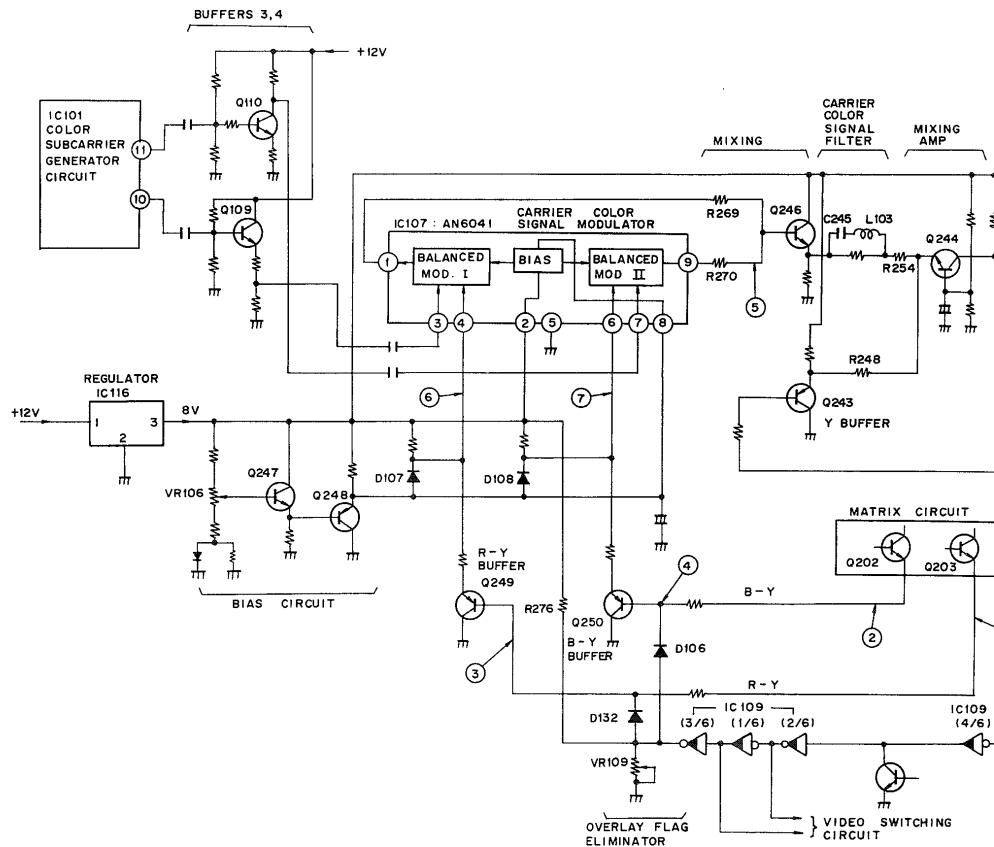 BUFFERS 3,4
+12V
Q110
IC101
COLOR
SUBCARRIER
GENERATOR
CIRCUIT
11
10
Q109
MIXING
CARRIER
COLOR
SIGNAL
FILTER
MIXING
AMP
IC107 : AN6041
CARRIER COLOR
SIGNAL MODULATOR
R269
Q246
C245
L103
Q244
1
BALANCED
MOD. I
BIAS
BALANCED
MOD II
9
R270
R254
5
3
4
2
5
6
7
8
R248
Q243
Y BUFFER
REGULATOR
IC116
+12V
1
3
2
8V
6
7
Q247
Q248
VR106
D107
D108
BIAS CIRCUIT
MATRIX CIRCUIT
Q202
Q203
R-Y
BUFFER
Q249
R276
Q250
B-Y
BUFFER
4
B-Y
2
3
D106
R-Y
D132
IC109
(3/6)
(1/6)
(2/6)
IC109
(4/6)
VR109
OVERLAY FLAG
ELIMINATOR
VIDEO SWITCHING
CIRCUIT